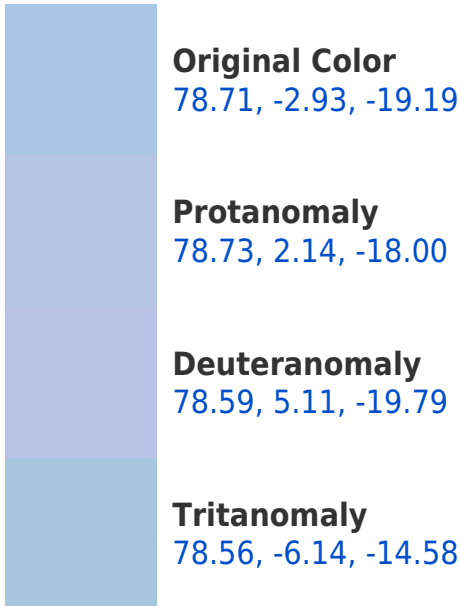 Original Color
78.71, -2.93, -19.19
Protanomaly
78.73, 2.14, -18.00
Deuteranomaly
78.59, 5.11, -19.79
Tritanomaly
78.56, -6.14, -14.58